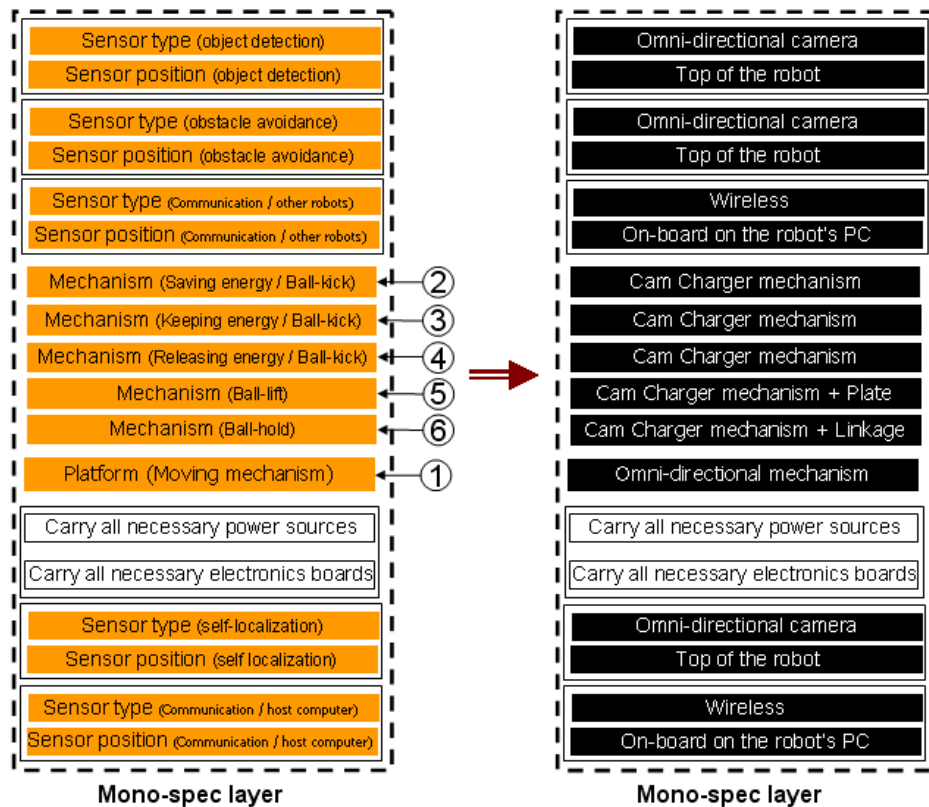 Sensor type (object detection)
Sensor position (object detection)
Sensor type (obstacle avoidance)
Sensor position (obstacle avoidance)
Sensor type (Communication / other robots)
Sensor position (Communication / other robots)
Mechanism (Saving energy / Ball-kick)
2
Mechanism (Keeping energy / Ball-kick)
3
Mechanism (Releasing energy / Ball-kick)
4
Mechanism (Ball-lift)
5
Mechanism (Ball-hold)
6
Platform (Moving mechanism)
1
Carry all necessary power sources
Carry all necessary electronics boards
Sensor type (self-localization)
Sensor position (self localization)
Sensor type (Communication / host computer)
Sensor position (Communication / host computer)
Mono-spec layer
Omni-directional camera
Top of the robot
Omni-directional camera
Top of the robot
Wireless
On-board on the robot's PC
Cam Charger mechanism
Cam Charger mechanism
Cam Charger mechanism
Cam Charger mechanism + Plate
Cam Charger mechanism + Linkage
Omni-directional mechanism
Carry all necessary power sources
Carry all necessary electronics boards
Omni-directional camera
Top of the robot
Wireless
On-board on the robot's PC
Mono-spec layer